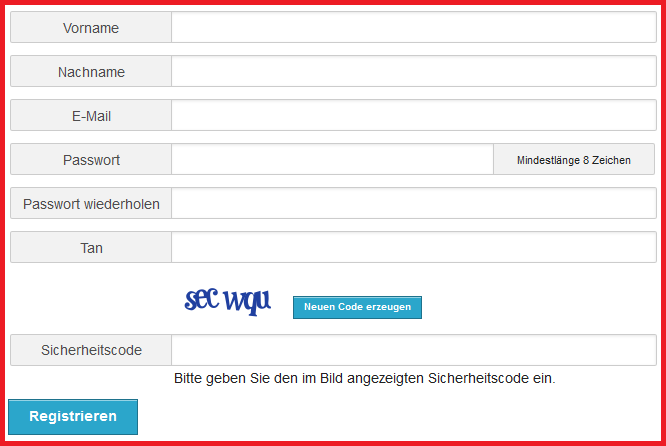 Vorname
Nachname
E-Mail
Passwort Mindestlänge 8 Zeichen
Passwort wiederholen
Tan
sec wqu Neuen Code erzeugen
Sicherheitscode
Bitte geben Sie den im Bild angezeigten Sicherheitscode ein.
Registrieren